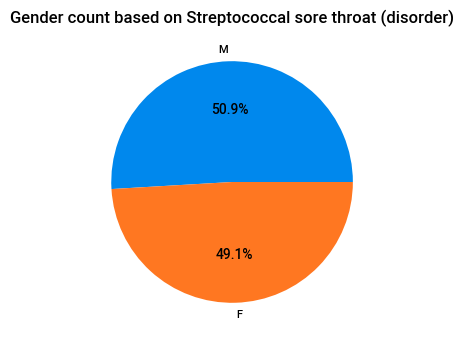 Gender count based on Streptococcal sore throat (disorder)
M
50.9%
49.1%
F